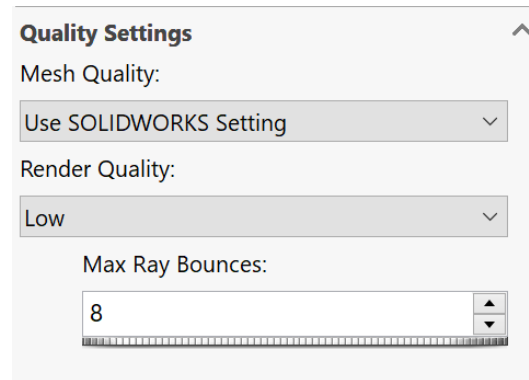 Quality Settings
Mesh Quality:
Use SOLIDWORKS Setting
Render Quality:
Low
Max Ray Bounces:
8